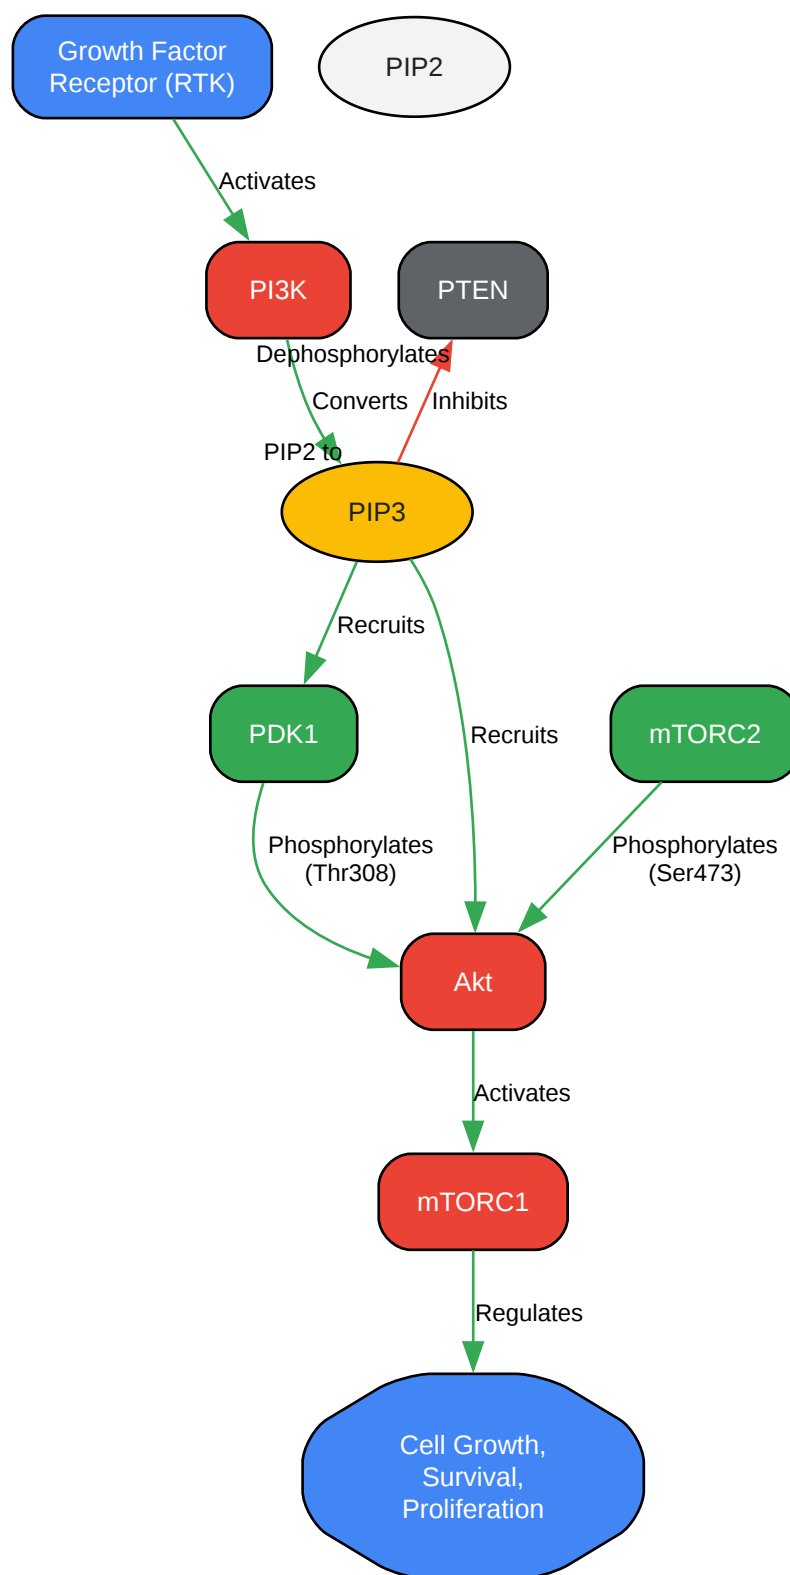 Growth Factor
Receptor (RTK)
PIP2
Activates
PI3K
PTEN
Dephosphorylates
Converts
Inhibits
PIP2 to
PIP3
Recruits
PDK1
Recruits
mTORC2
Phosphorylates
(Thr308)
Phosphorylates
(Ser473)
Akt
Activates
mTORC1
Regulates
Cell Growth,
Survival,
Proliferation